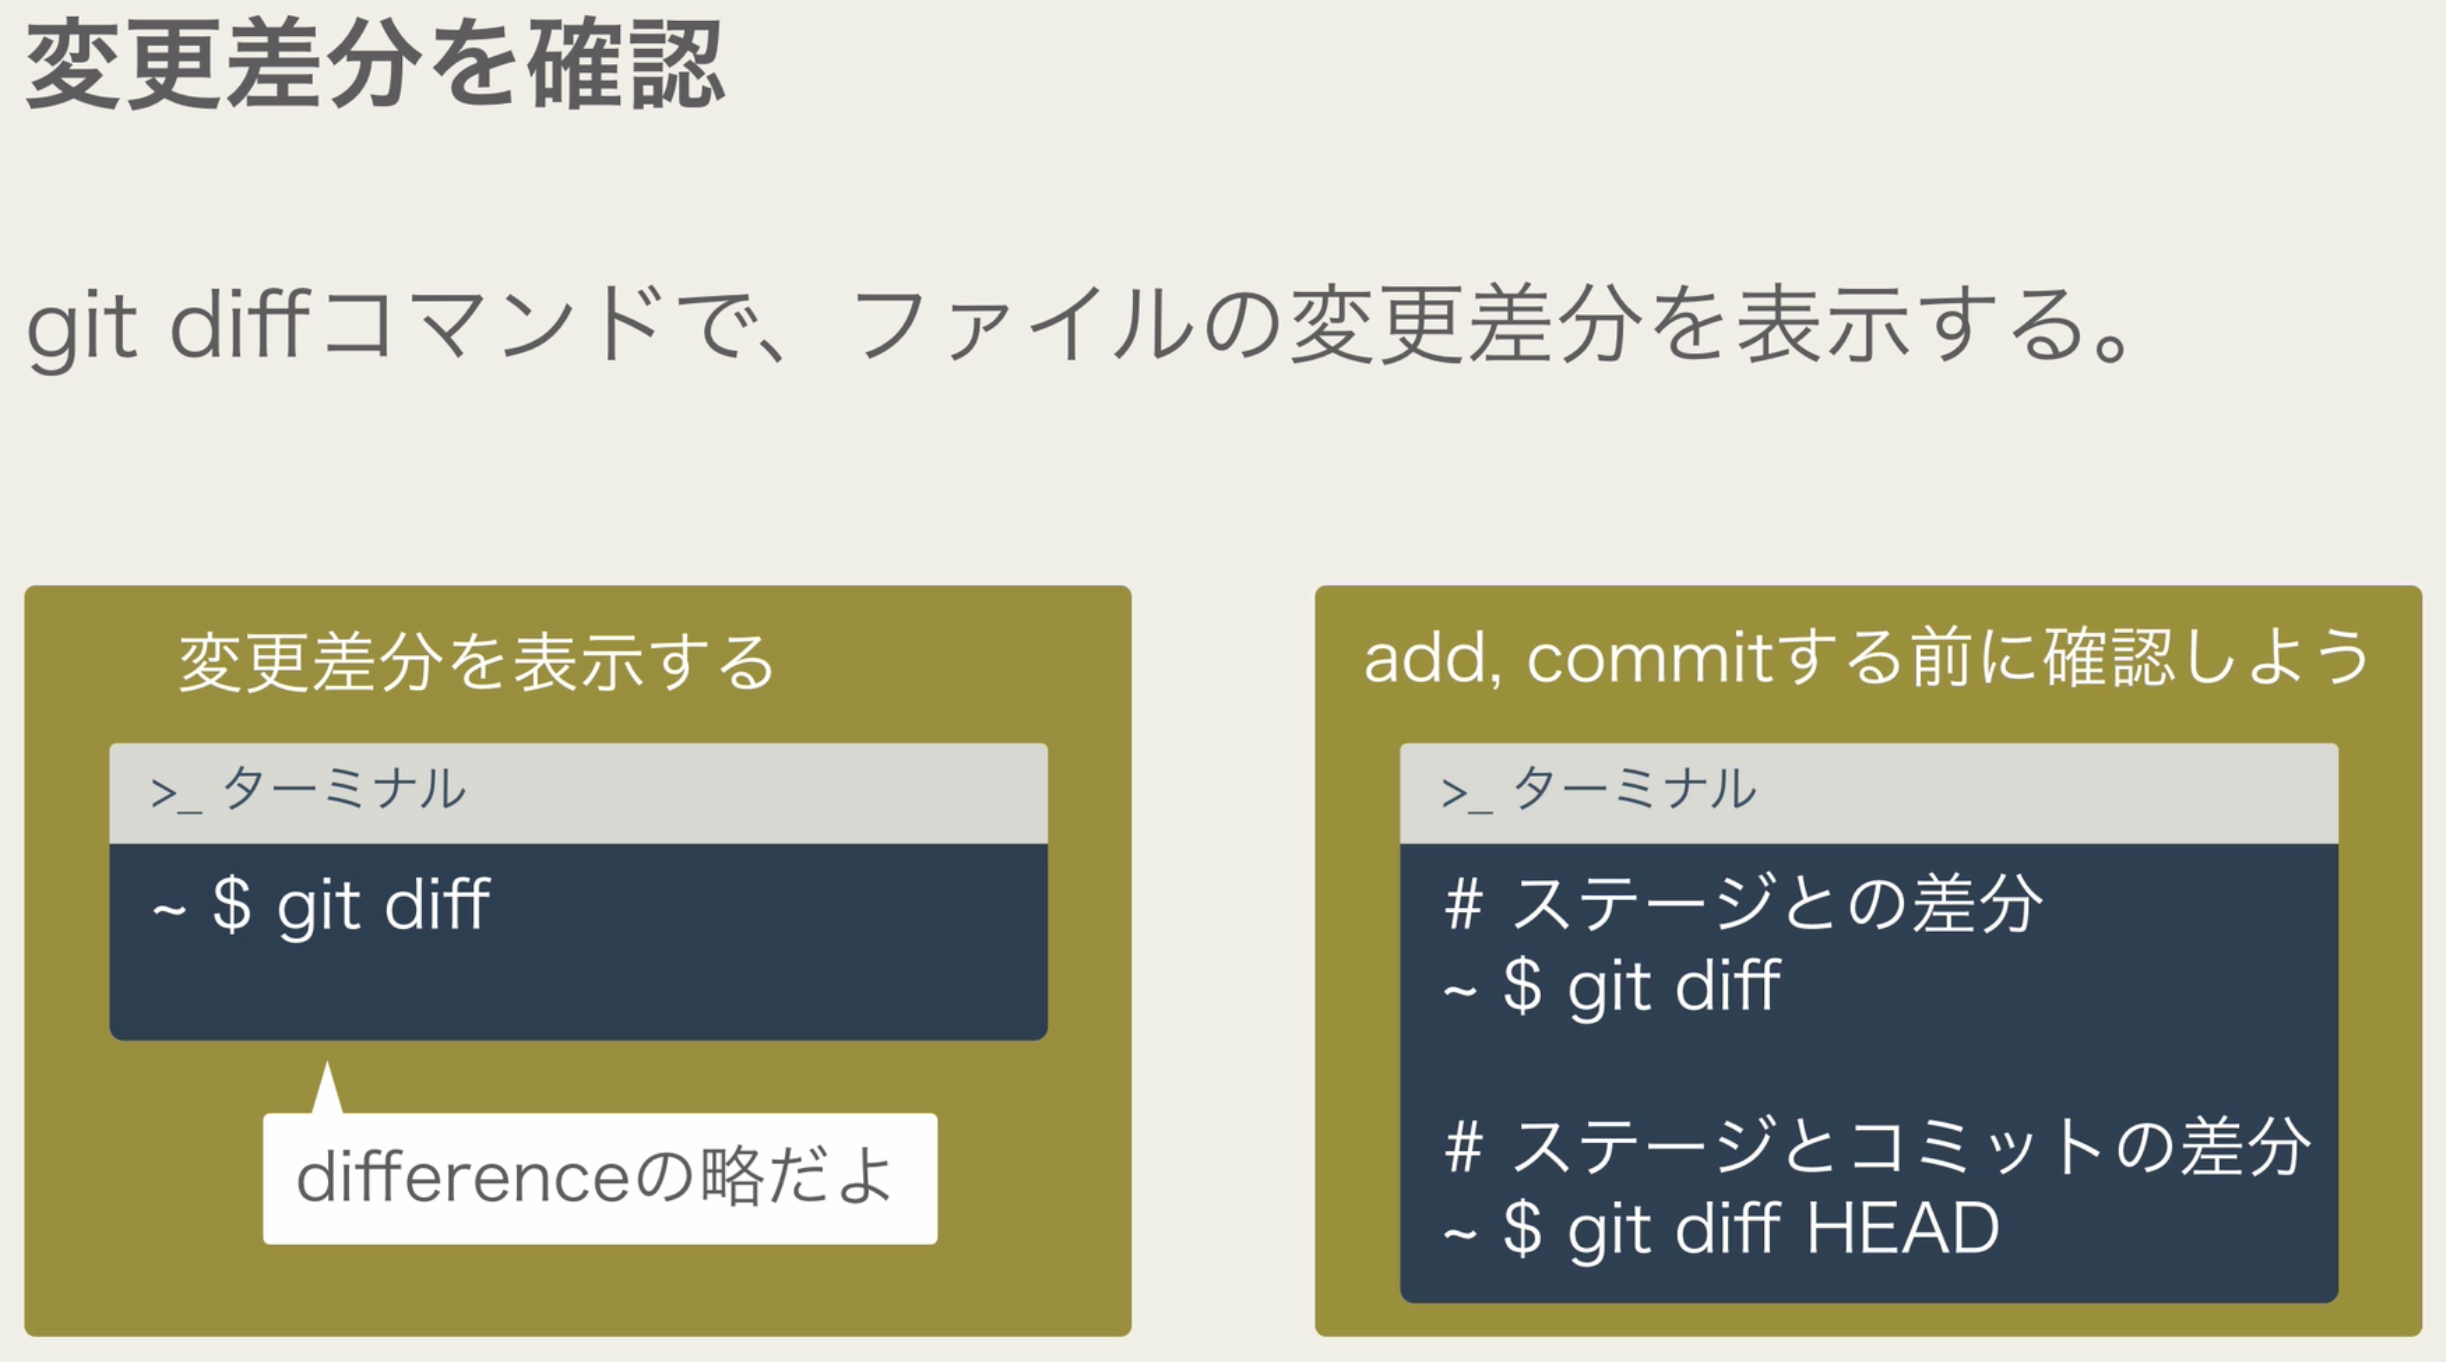 変更差分を確認
git diffコマンドで、ファイルの変更差分を表示する。
変更差分を表示する
>_ ターミナル
~ $ git diff
differenceの略だよ
add, commitする前に確認しよう
>_ ターミナル
# ステージとの差分
~ $ git diff
# ステージとコミットの差分
~ $ git diff HEAD